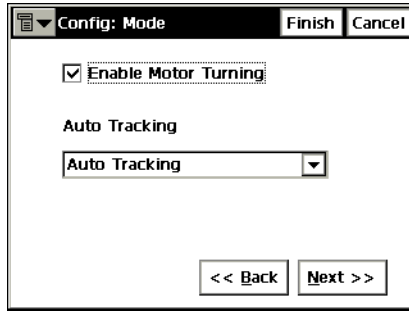 Config: Mode Finish Cancel
Enable Motor Turning
Auto Tracking
Auto Tracking
<< Back Next >>